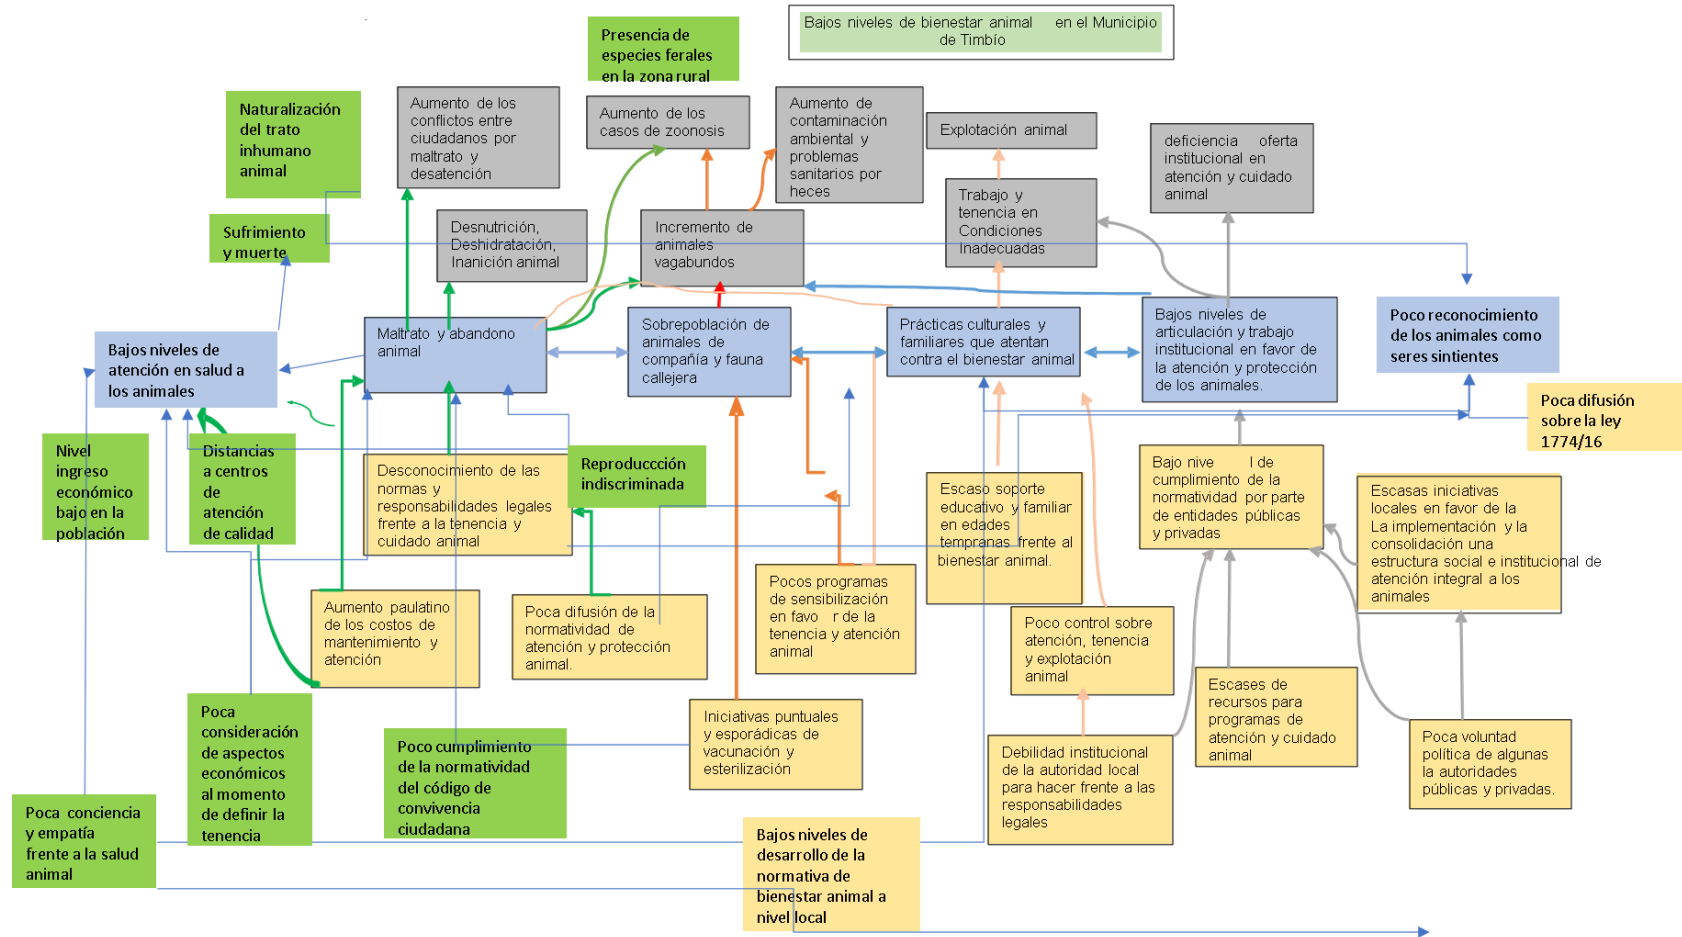 Bajos niveles de bienestar animal en el Municipio
de Timbío
Presencia de
especies ferales
en la zona rural
Naturalización
del trato
inhumano
animal
Aumento de los
conflictos entre
ciudadanos por
maltrato y
desatención
Aumento de los
casos de zoonosis
Aumento de
contaminación
ambiental y
problemas
sanitarios por
heces
Explotación animal
deficiencia oferta
institucional en
atención y cuidado
animal
Sufrimiento
y muerte
Desnutrición,
Deshidratación,
Inanición animal
Incremento de
animales
vagabundos
Trabajo y
tenencia en
Condiciones
Inadecuadas
Bajos niveles de
atención en salud a
los animales
Maltrato y abandono
animal
Sobrepoblación de
animales de
compañía y fauna
callejera
Prácticas culturales y
familiares que atentan
contra el bienestar animal
Bajos niveles de
articulación y trabajo
institucional en favor de
la atención y protección
de los animales.
Poco reconocimiento
de los animales como
seres sintientes
Poca difusión
sobre la ley
1774/16
Nivel
ingreso
económico
bajo en la
población
Distancias
a centros
de
atención
de calidad
Desconocimiento de las
normas y
responsabilidades legales
frente a la tenencia y
cuidado animal
Reproduccción
indiscriminada
Escaso soporte
educativo y familiar
en edades
tempranas frente al
bienestar animal.
Bajo nive l de
cumplimiento de la
normatividad por parte
de entidades públicas
y privadas
Escasas iniciativas
locales en favor de la
La implementación y la
consolidación una
estructura social e institucional de
atención integral a los
animales
Aumento paulatino
de los costos de
mantenimiento y
atención
Poca difusión de la
normatividad de
atención y protección
animal.
Pocos programas
de sensibilización
en favo r de la
tenencia y atención
animal
Poco control sobre
atención, tenencia
y explotación
animal
Escases de
recursos para
programas de
atención y cuidado
animal
Poca
consideración
de aspectos
económicos
al momento
de definir la
tenencia
Poco cumplimiento
de la normatividad
del código de
convivencia
ciudadana
Iniciativas puntuales
y esporádicas de
vacunación y
esterilización
Debilidad institucional
de la autoridad local
para hacer frente a las
responsabilidades
legales
Poca voluntad
política de algunas
la autoridades
públicas y privadas.
Poca conciencia
y empatía
frente a la salud
animal
Bajos niveles de
desarrollo de la
normativa de
bienestar animal a
nivel local